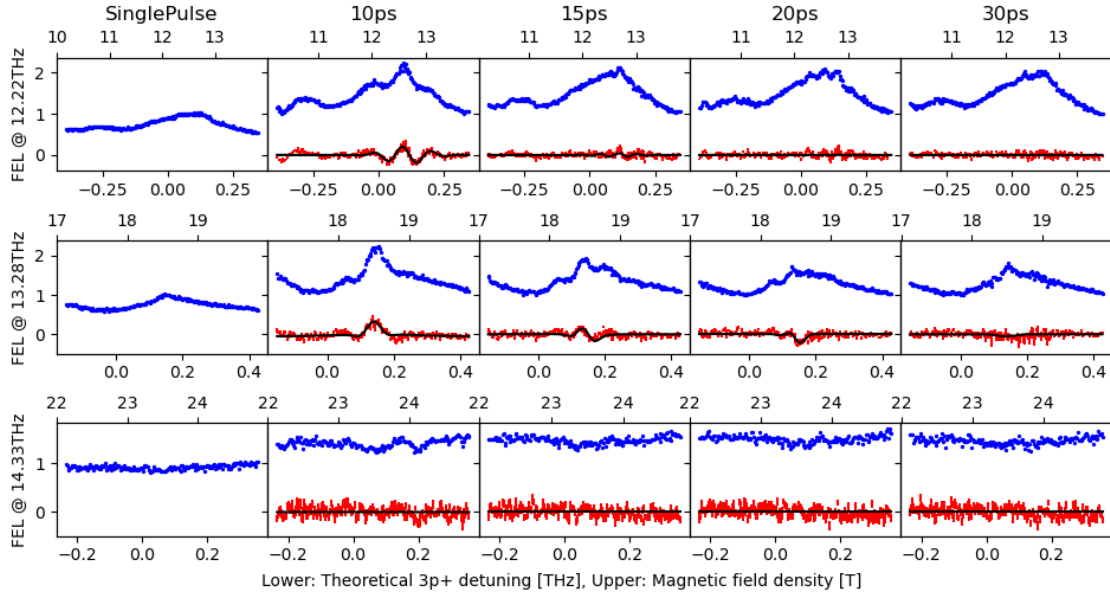 SinglePulse 10ps 15ps 20ps 30ps
10 11 12 13 11 12 13 11 12 13 11 12 13 11 12 13
FEL @ 12.22THz
2
1
0
−0.25 0.00 0.25 −0.25 0.00 0.25 −0.25 0.00 0.25 −0.25 0.00 0.25 −0.25 0.00 0.25
17 18 19 17 18 19 17 18 19 17 18 19 17 18 19
FEL @ 13.28THz
2
1
0
0.0 0.2 0.4 0.0 0.2 0.4 0.0 0.2 0.4 0.0 0.2 0.4 0.0 0.2 0.4
22 23 24 22 23 24 22 23 24 22 23 24 22 23 24
FEL @ 14.33THz
1
0
−0.2 0.0 0.2 −0.2 0.0 0.2 −0.2 0.0 0.2 −0.2 0.0 0.2 −0.2 0.0 0.2
Lower: Theoretical 3p+ detuning [THz], Upper: Magnetic field density [T]